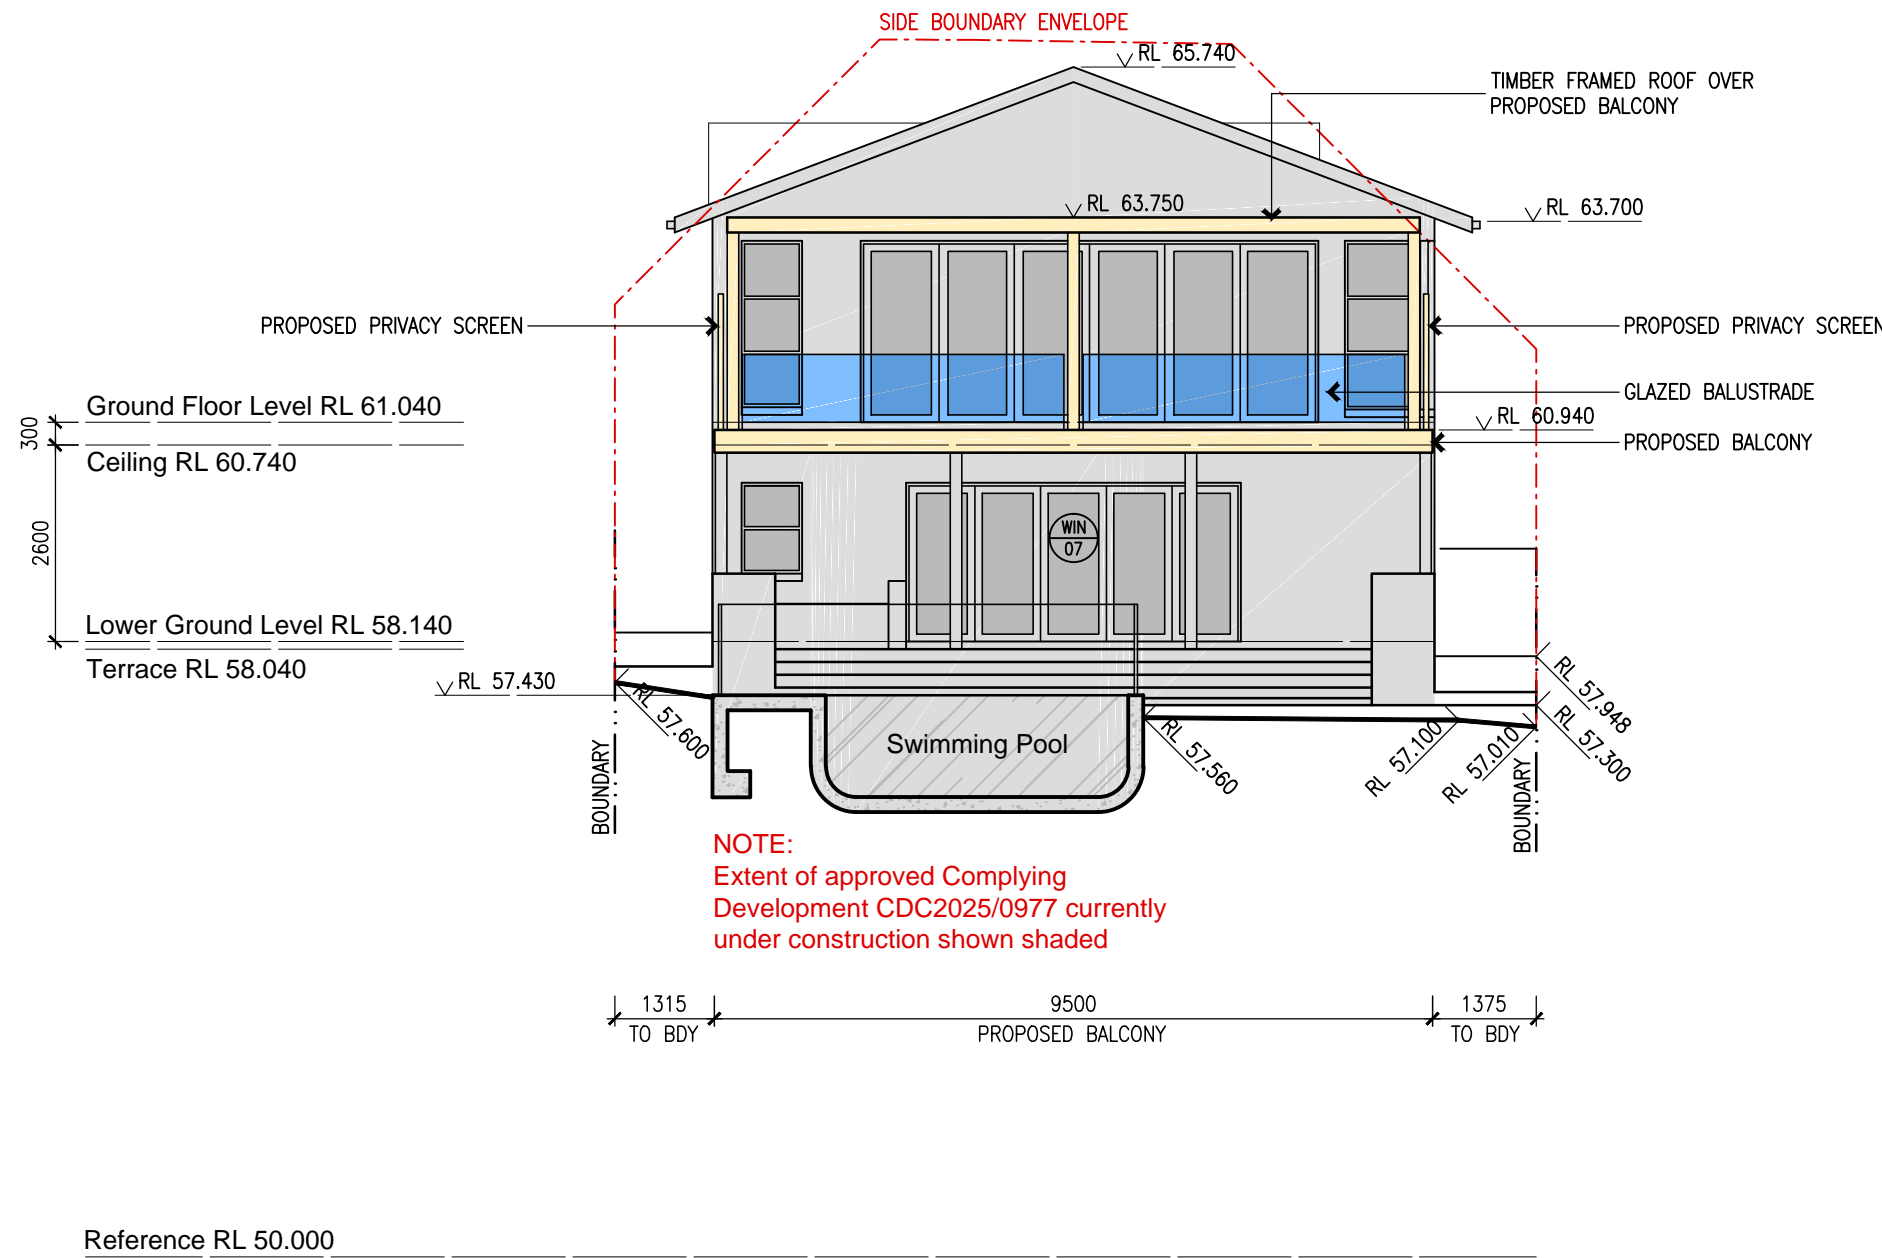 SIDE BOUNDARY ENVELOPE
RL 65.740
TIMBER FRAMED ROOF OVER
PROPOSED BALCONY
RL 63.750
RL 63.700
PROPOSED PRIVACY SCREEN
PROPOSED PRIVACY SCREEN
GLAZED BALUSTRADE
Ground Floor Level RL 61.040
RL 60.940
300
PROPOSED BALCONY
Ceiling RL 60.740
2600
WIN
07
Lower Ground Level RL 58.140
Terrace RL 58.040
RL 57.430
RL 57.600
RL 57.948
RL 57.300
Swimming Pool
RL 57.560
RL 57.100
RL 57.010
BOUNDARY
BOUNDARY
NOTE:
Extent of approved Complying
Development CDC2025/0977 currently
under construction shown shaded
1315
9500
1375
TO BDY
PROPOSED BALCONY
TO BDY
Reference RL 50.000